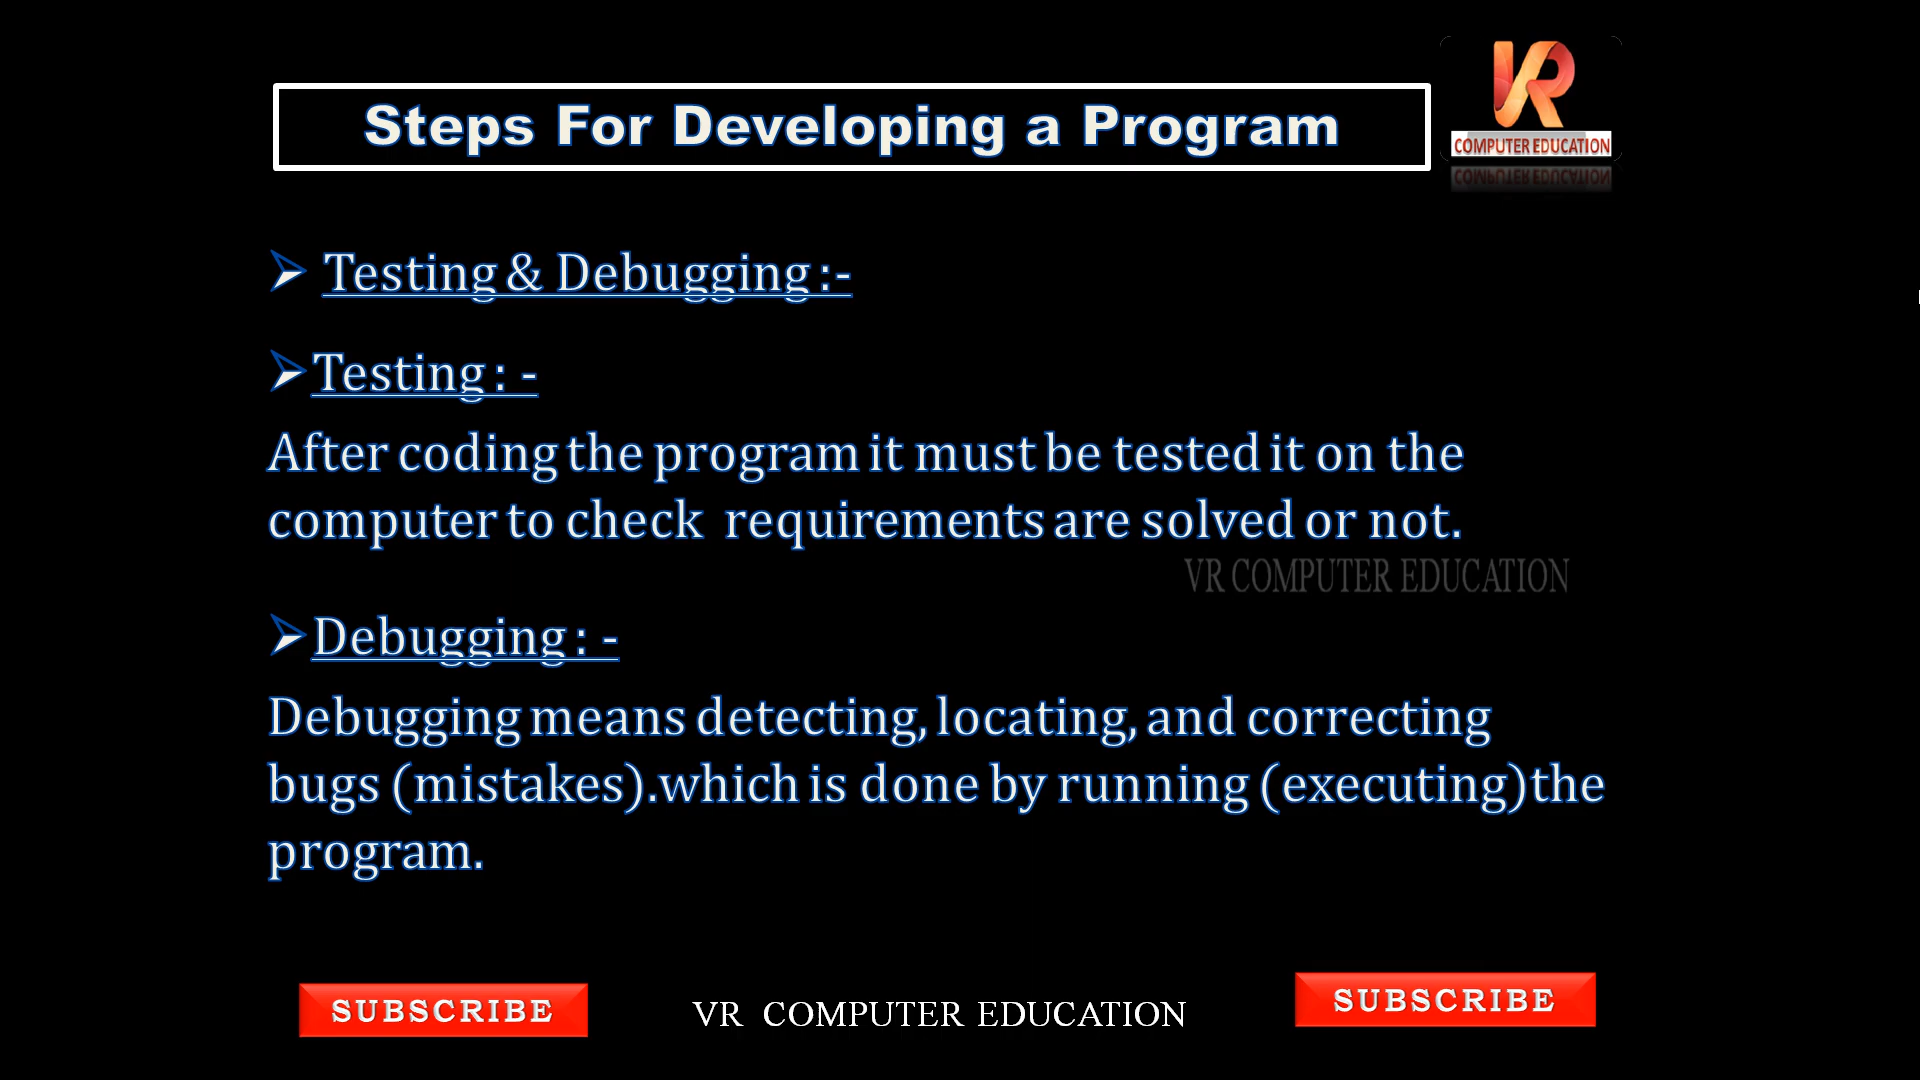 Steps For Developing a Program
VR
COMPUTER EDUCATION
➢ Testing & Debugging :-
➢ Testing : -
After coding the program it must be tested it on the
computer to check  requirements are solved or not.
VR COMPUTER EDUCATION
➢ Debugging : -
Debugging means detecting, locating, and correcting
bugs (mistakes).which is done by running (executing)the
program.
SUBSCRIBE
VR  COMPUTER EDUCATION
SUBSCRIBE